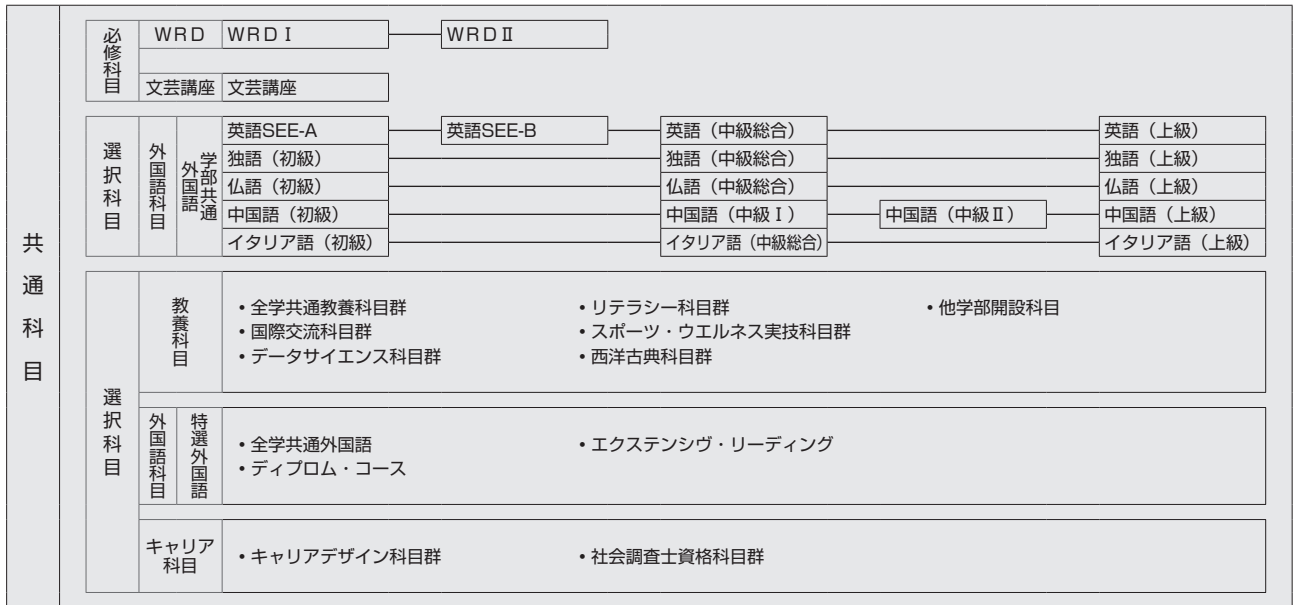 共通科目
必修科目
WRD WRDⅠ WRDⅡ
文芸講座 文芸講座
選択科目
外国語科目
学部共通外国語
英語SEE-A 英語SEE-B 英語（中級総合） 英語（上級）
独語（初級） 独語（中級総合） 独語（上級）
仏語（初級） 仏語（中級総合） 仏語（上級）
中国語（初級） 中国語（中級Ⅰ） 中国語（中級Ⅱ） 中国語（上級）
イタリア語（初級） イタリア語（中級総合） イタリア語（上級）
選択科目
教養科目
•全学共通教養科目群 •リテラシー科目群 •他学部開設科目
•国際交流科目群 •スポーツ・ウエルネス実技科目群
•データサイエンス科目群 •西洋古典科目群
外国語科目
特選外国語
•全学共通外国語 •エクステンシヴ・リーディング
•ディプロム・コース
キャリア
科目
•キャリアデザイン科目群 •社会調査士資格科目群